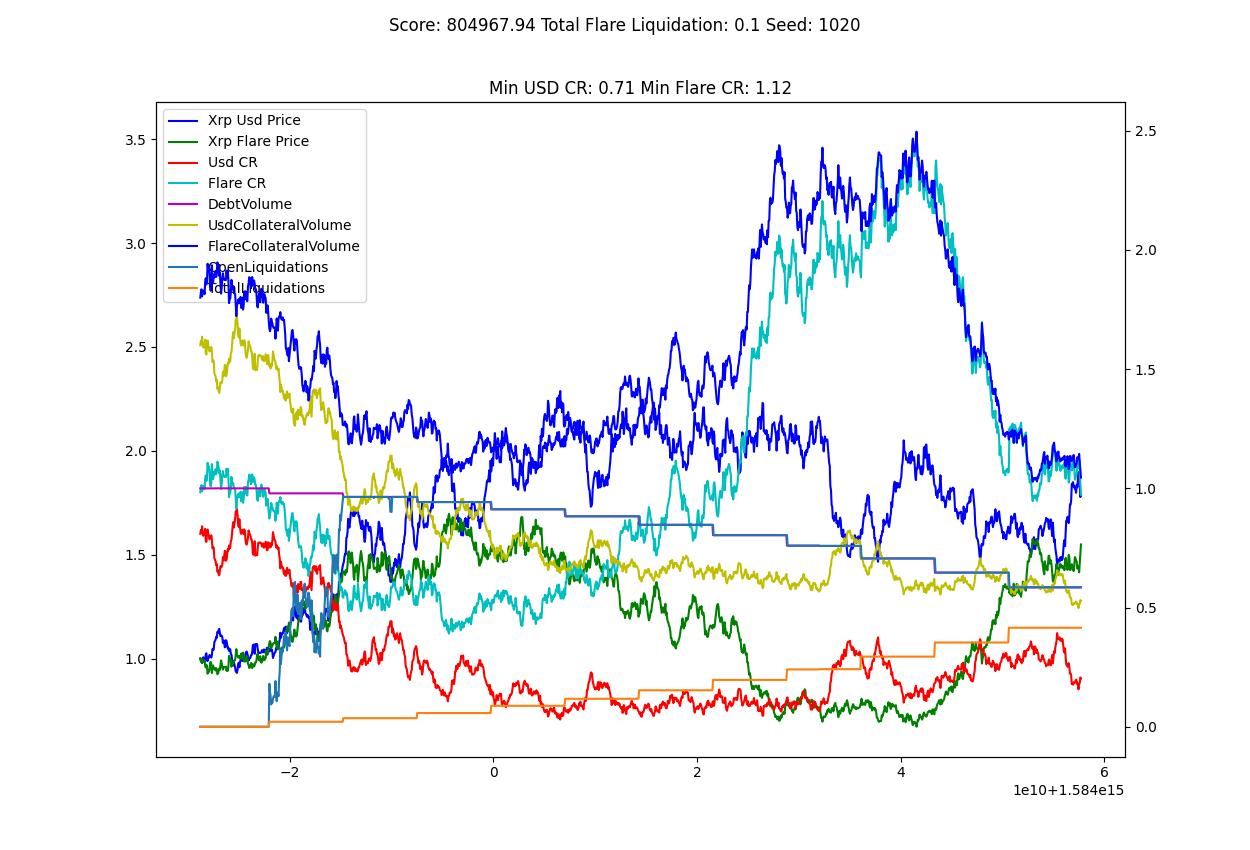 Score: 804967.94 Total Flare Liquidation: 0.1 Seed: 1020
Min USD CR: 0.71 Min Flare CR: 1.12
Xrp Usd Price
Xrp Flare Price
Usd CR
Flare CR
DebtVolume
UsdCollateralVolume
FlareCollateralVolume
OpenLiquidations
TotalLiquidations
3.5
3.0
2.5
2.0
1.5
1.0
2.5
2.0
1.5
1.0
0.5
0.0
−2
0
2
4
6
1e10+1.584e15